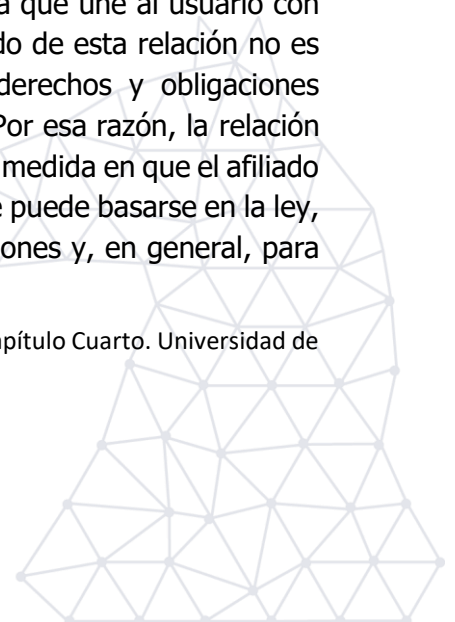 a que une al usuario con
do de esta relación no es
derechos y obligaciones
Por esa razón, la relación
medida en que el afiliado
e puede basarse en la ley,
ones y, en general, para
apítulo Cuarto. Universidad de